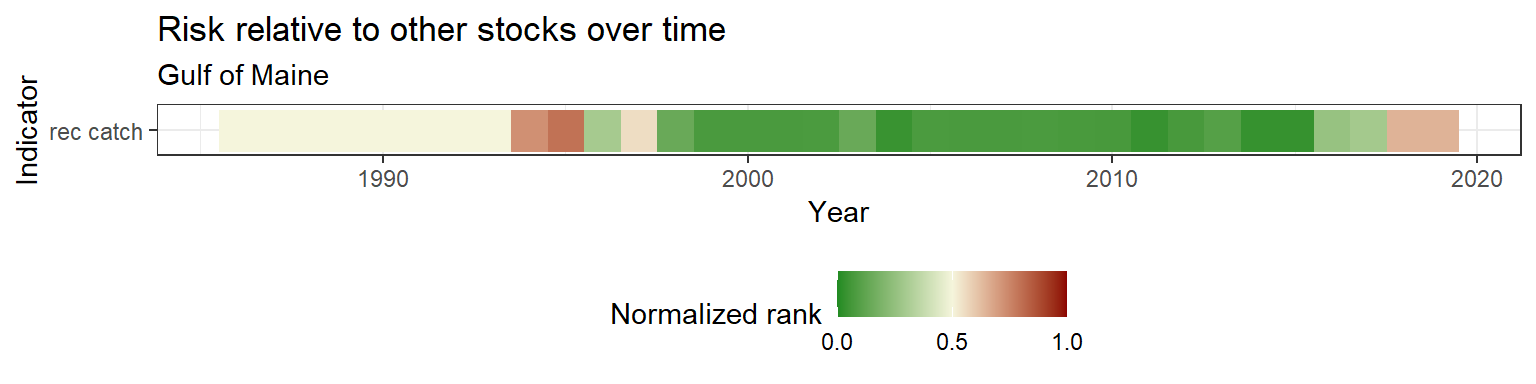 Risk relative to other stocks over time
Gulf of Maine
Indicator
rec catch
1990 2000 2010 2020
Year
Normalized rank
0.0 0.5 1.0